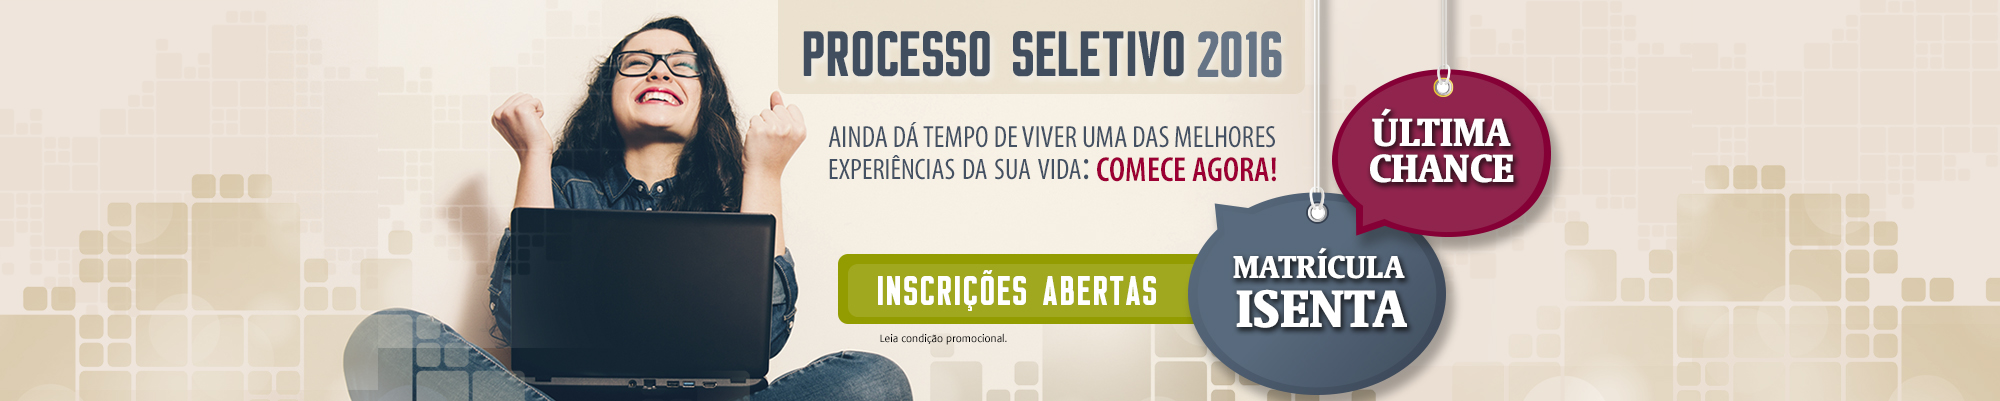 PROCESSO SELETIVO 2016
AINDA DÁ TEMPO DE VIVER UMA DAS MELHORES
EXPERIÊNCIAS DA SUA VIDA: COMECE AGORA!
ÚLTIMA
CHANCE
MATRÍCULA
ISENTA
INSCRIÇÕES ABERTAS
Leia condição promocional.